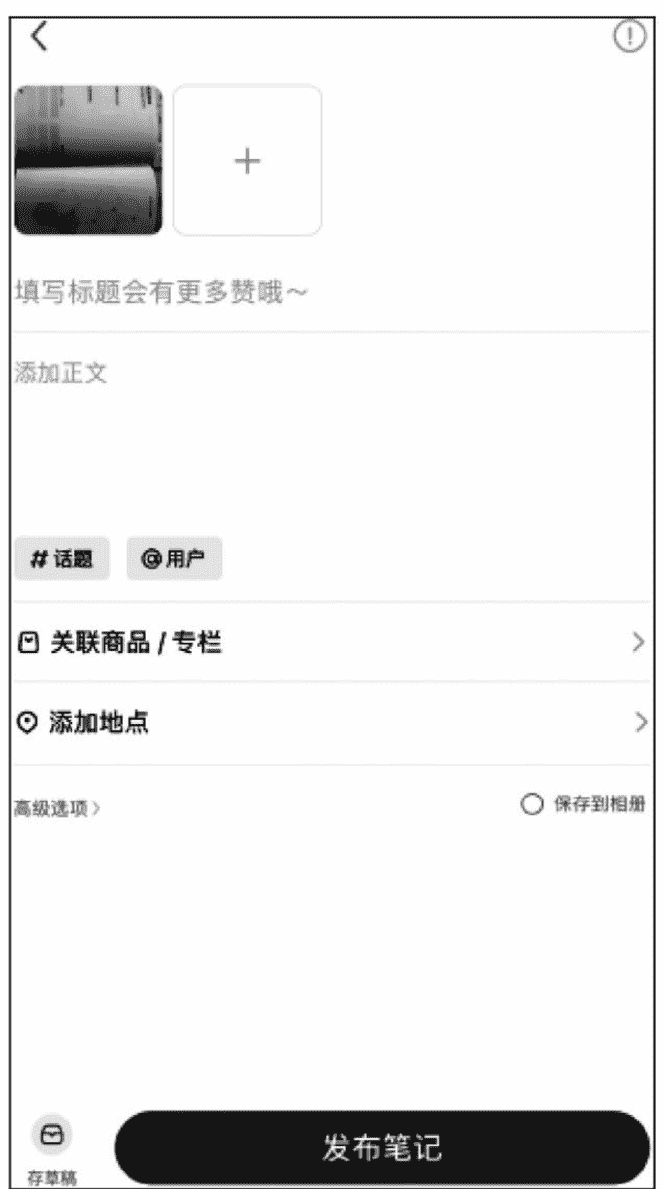 填写标题会有更多赞哦～
添加正文
# 话题 @用户
关联商品 / 专栏
添加地点
高级选项 保存到相册
存草稿 发布笔记